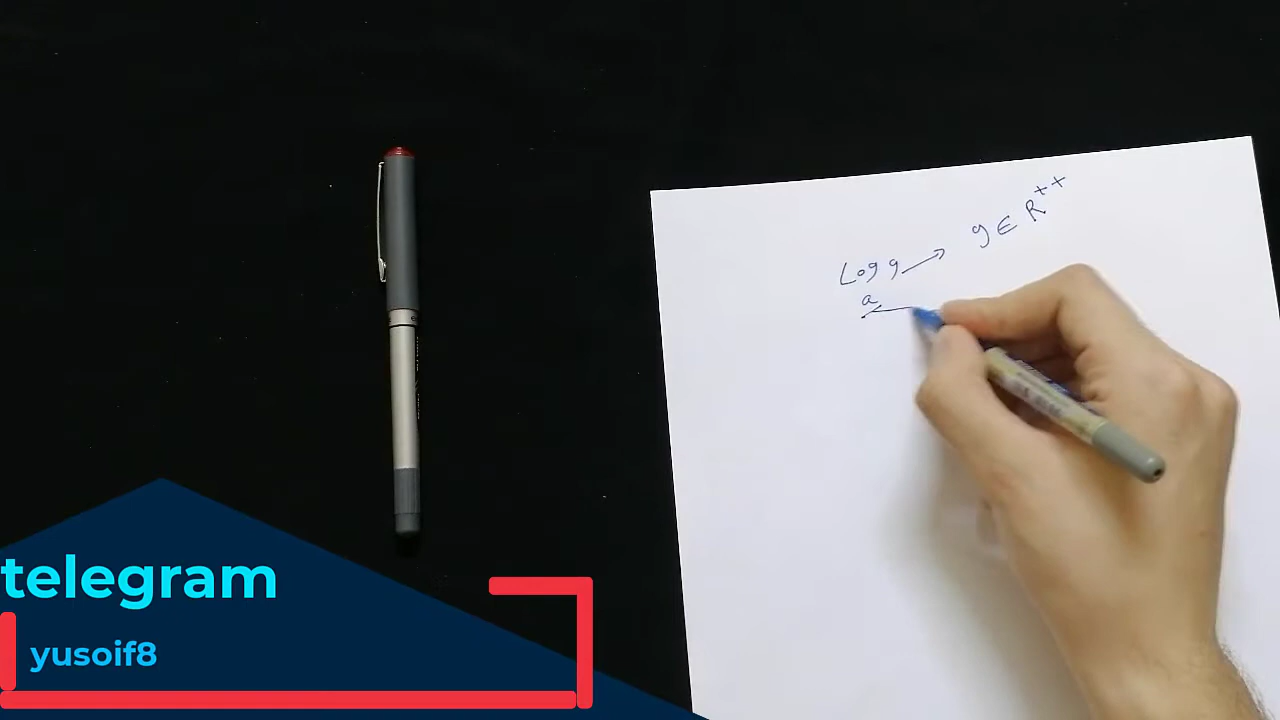 y ∈ R++
Log y
a
telegram
yusoif8